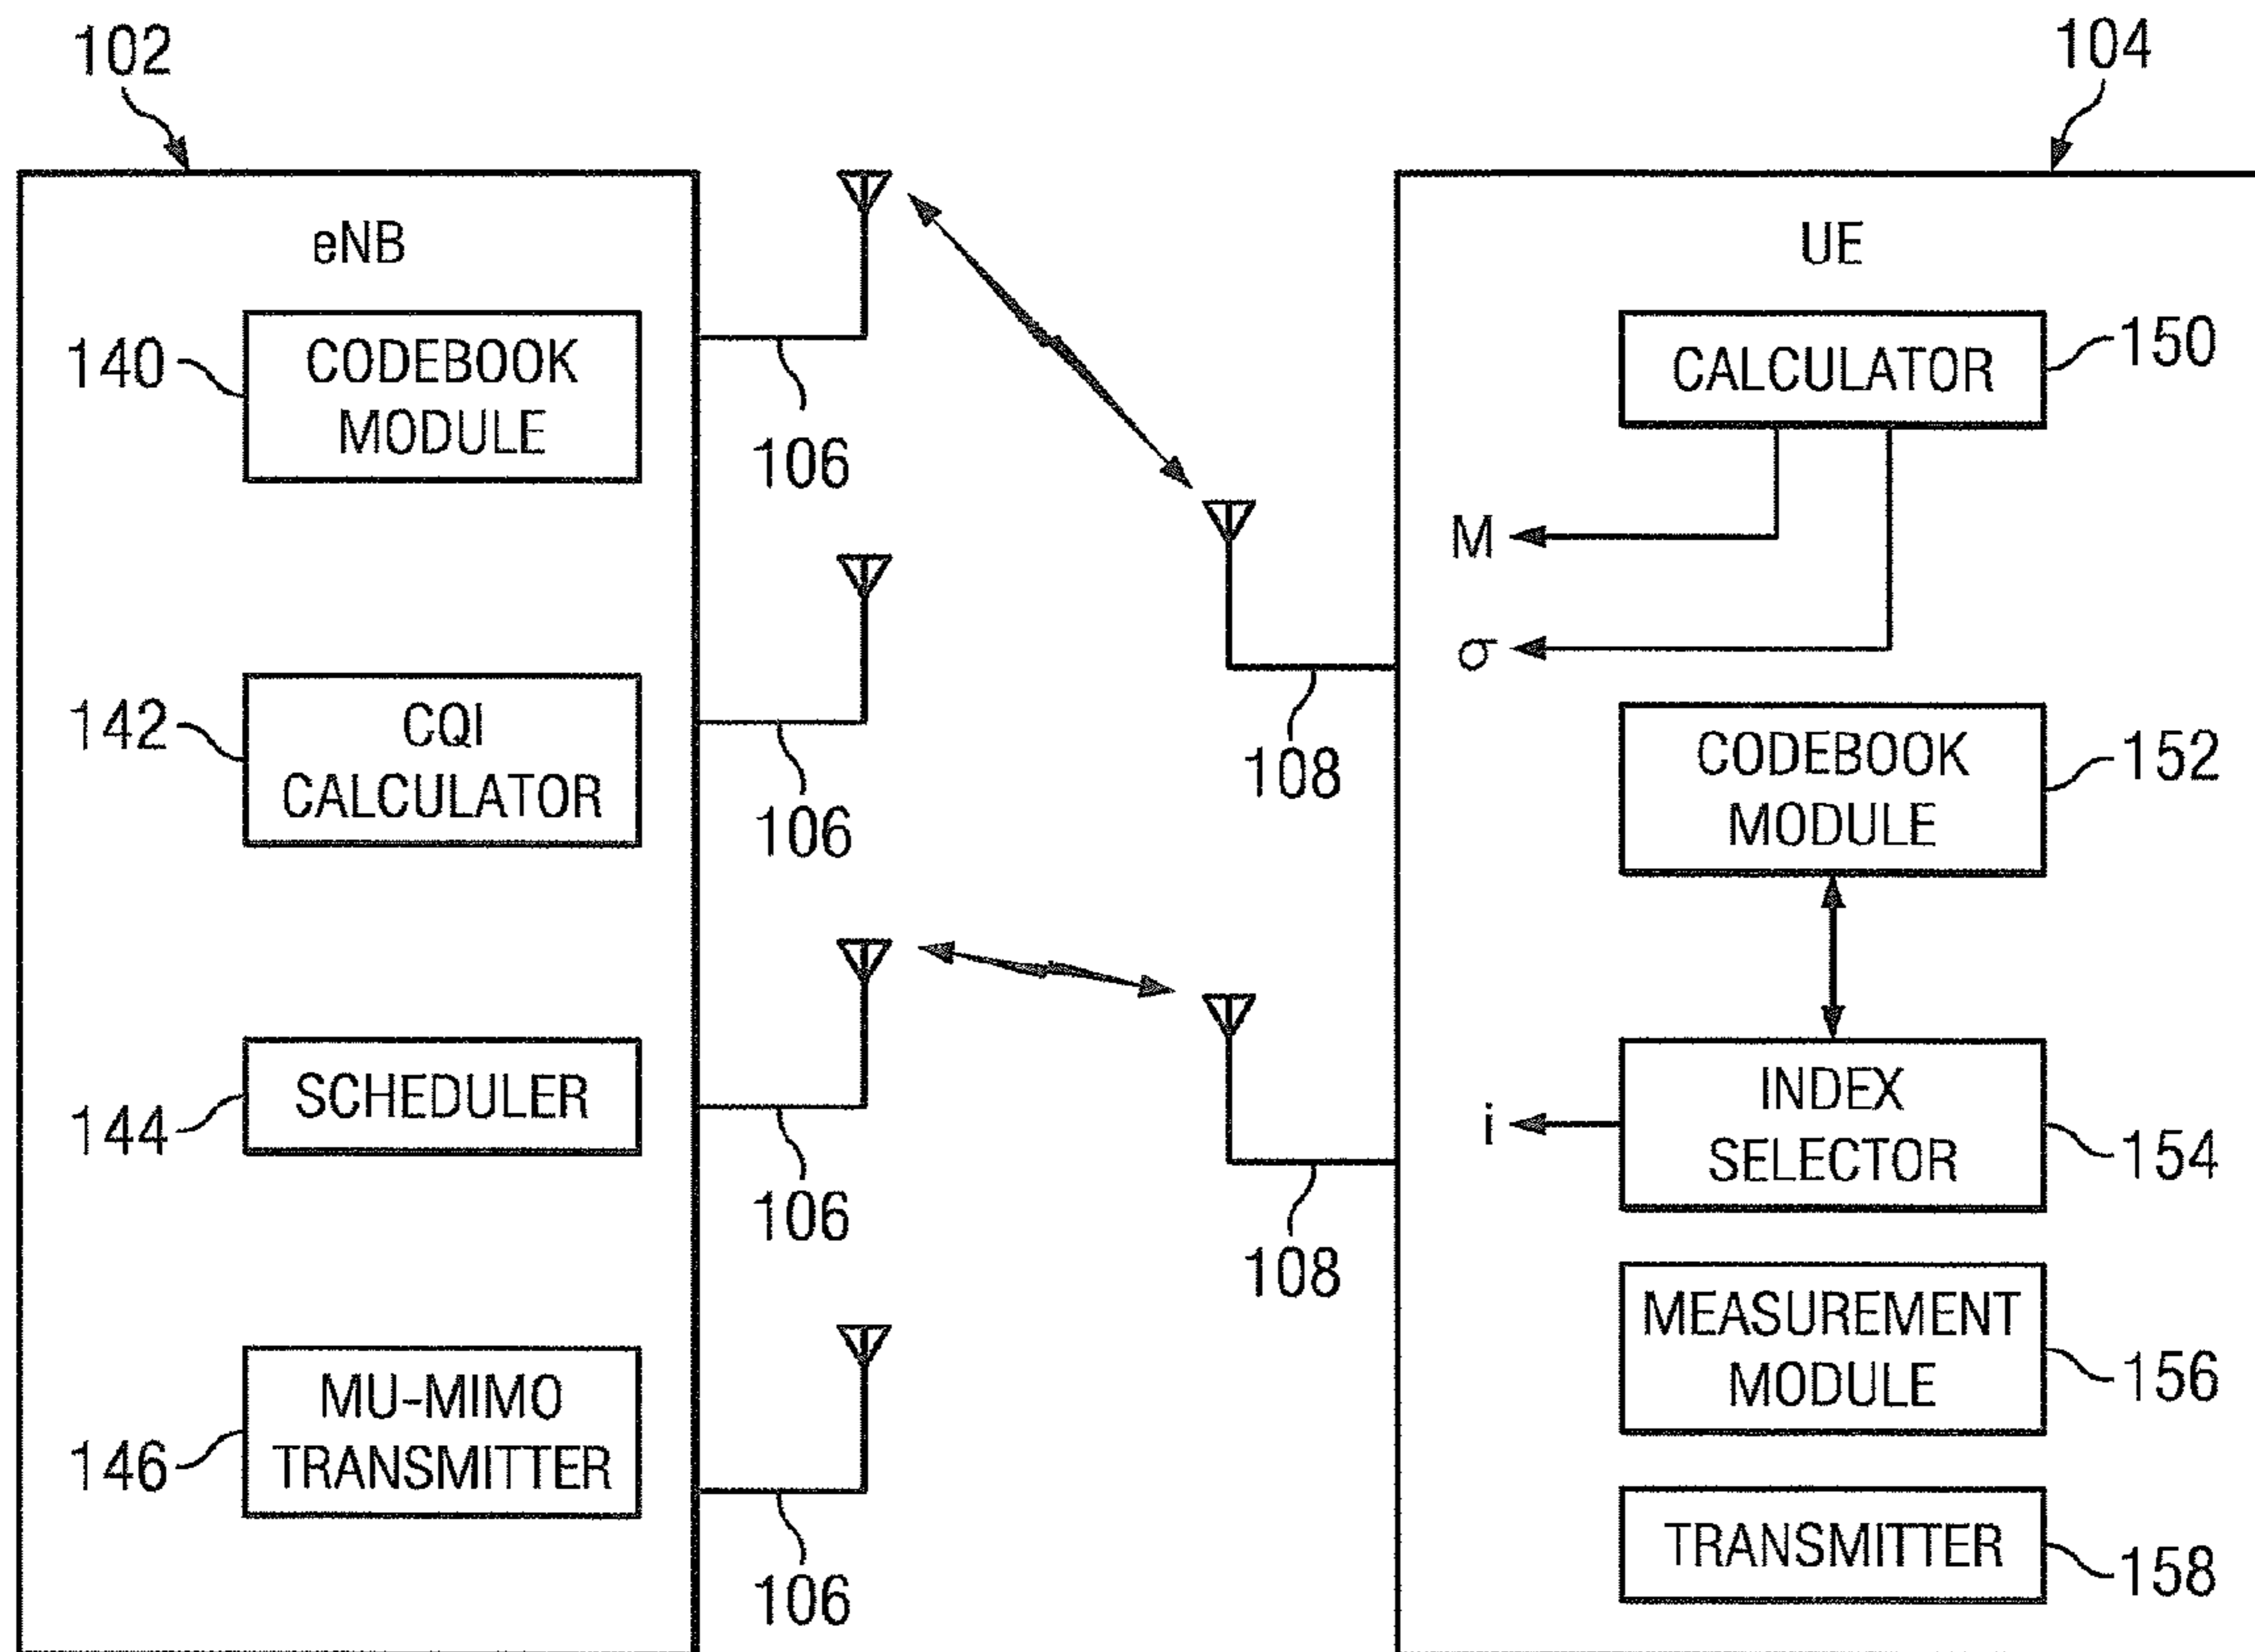 102
104
eNB
140
CODEBOOK
MODULE
142
CQI
CALCULATOR
144
SCHEDULER
146
MU-MIMO
TRANSMITTER
106
106
106
106
108
108
UE
CALCULATOR
150
M
σ
CODEBOOK
MODULE
152
i
INDEX
SELECTOR
154
MEASUREMENT
MODULE
156
TRANSMITTER
158